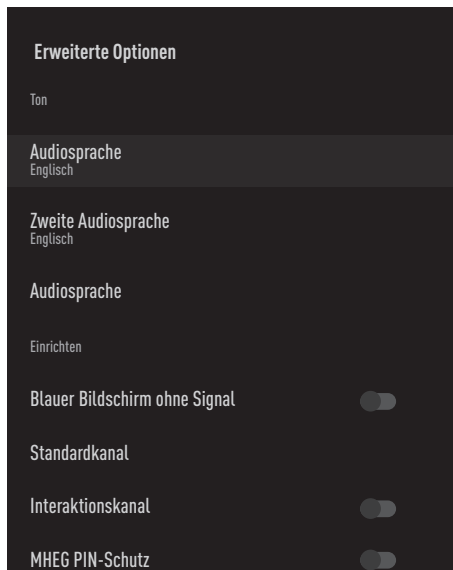 Erweiterte Optionen
Ton
Audiosprache
Englisch
Zweite Audiosprache
Englisch
Audiosprache
Einrichten
Blauer Bildschirm ohne Signal
Standardkanal
Interaktionskanal
MHEG PIN-Schutz